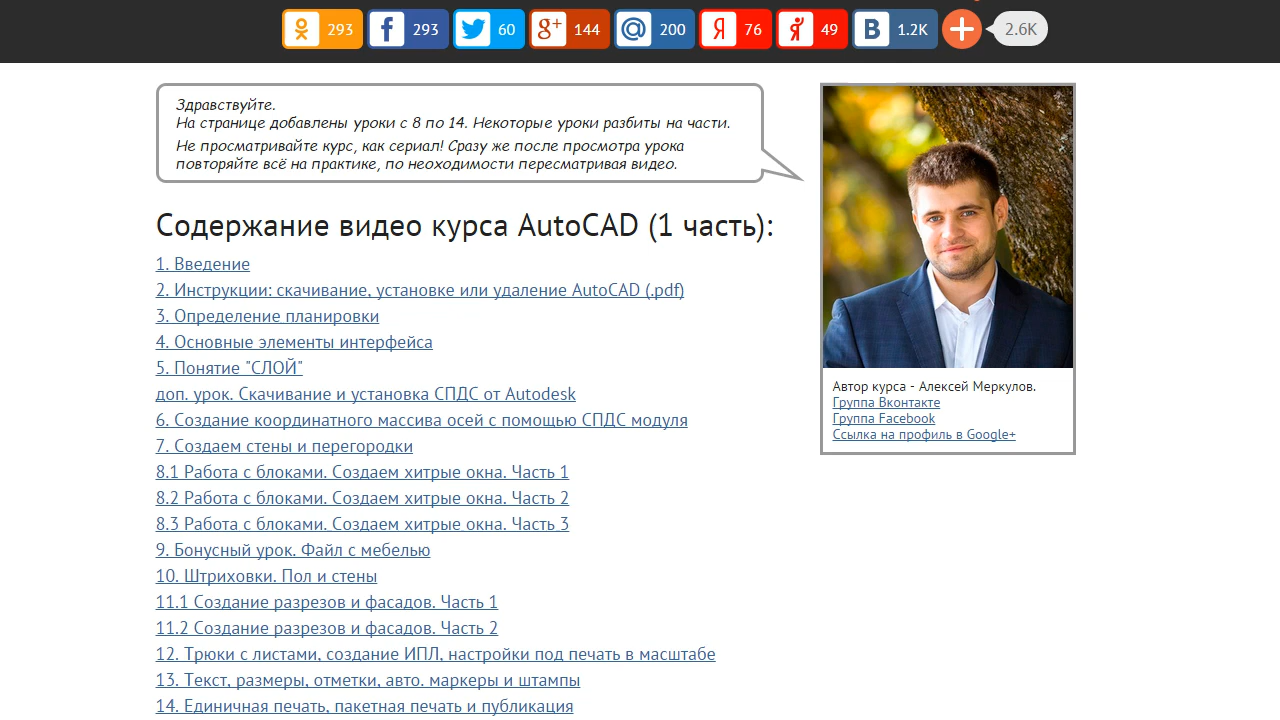 293
293
60
144
200
76
49
1.2K
2.6K
Здравствуйте.
На странице добавлены уроки с 8 по 14. Некоторые уроки разбиты на части.
Не просматривайте курс, как сериал! Сразу же после просмотра урока
повторяйте всё на практике, по неоходимости пересматривая видео.
Содержание видео курса AutoCAD (1 часть):
1. Введение
2. Инструкции: скачивание, установке или удаление AutoCAD (.pdf)
3. Определение планировки
4. Основные элементы интерфейса
5. Понятие "СЛОЙ"
доп. урок. Скачивание и установка СПДС от Autodesk
6. Создание координатного массива осей с помощью СПДС модуля
7. Создаем стены и перегородки
8.1 Работа с блоками. Создаем хитрые окна. Часть 1
8.2 Работа с блоками. Создаем хитрые окна. Часть 2
8.3 Работа с блоками. Создаем хитрые окна. Часть 3
9. Бонусный урок. Файл с мебелью
10. Штриховки. Пол и стены
11.1 Создание разрезов и фасадов. Часть 1
11.2 Создание разрезов и фасадов. Часть 2
12. Трюки с листами, создание ИПЛ, настройки под печать в масштабе
13. Текст, размеры, отметки, авто. маркеры и штампы
14. Единичная печать, пакетная печать и публикация
Автор курса - Алексей Меркулов.
Группа Вконтакте
Группа Facebook
Ссылка на профиль в Google+